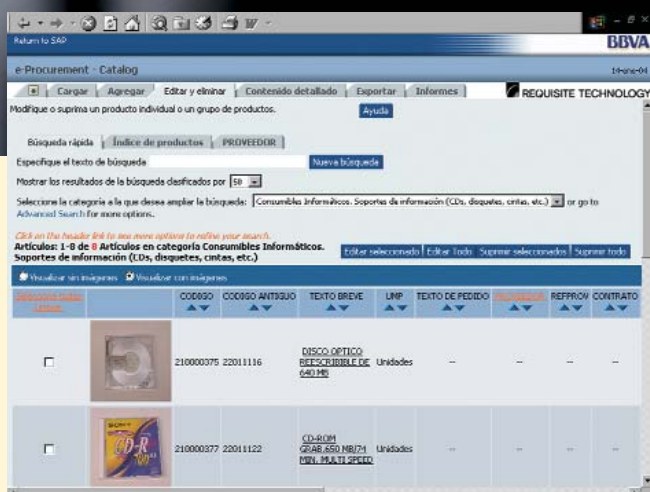 Return to SAP
BBVA
e-Procurement - Catalog
14-ene-04
Cargar Agregar Editar y eliminar Contenido detallado Exportar Informes
REQUISITE TECHNOLOGY
Modifique o suprima un producto individual o un grupo de productos.
Ayuda
Búsqueda rápida Índice de productos PROVEEDOR
Especifique el texto de búsqueda
Nueva búsqueda
Mostrar los resultados de la búsqueda clasificados por 50
Seleccione la categoría a la que desea ampliar la búsqueda: Consumibles Informáticos. Soportes de información (CDs, disquetes, cintas, etc.) or go to
Advanced Search for more options.
Click on the header link to see more options to refine your search.
Artículos: 1-8 de 8 Artículos en categoría Consumibles Informáticos.
Soportes de información (CDs, disquetes, cintas, etc.)
Editar seleccionado Editar Todo Suprimir seleccionados Suprimir todo
Visualizar sin imágenes Visualizar con imágenes
CODIGO CODIGO ANTIGUO TEXTO BREVE UMP TEXTO DE PEDIDO PROVEEDOR REFPROV CONTRATO
210000375 22011116 DISCO OPTICO REESCRIBIBLE DE 640 MB Unidades -- -- -- --
SONY
CD-R
210000377 22011122 CD-ROM GRAB.650 MB/74 MIN. MULTI SPEED Unidades -- -- -- --